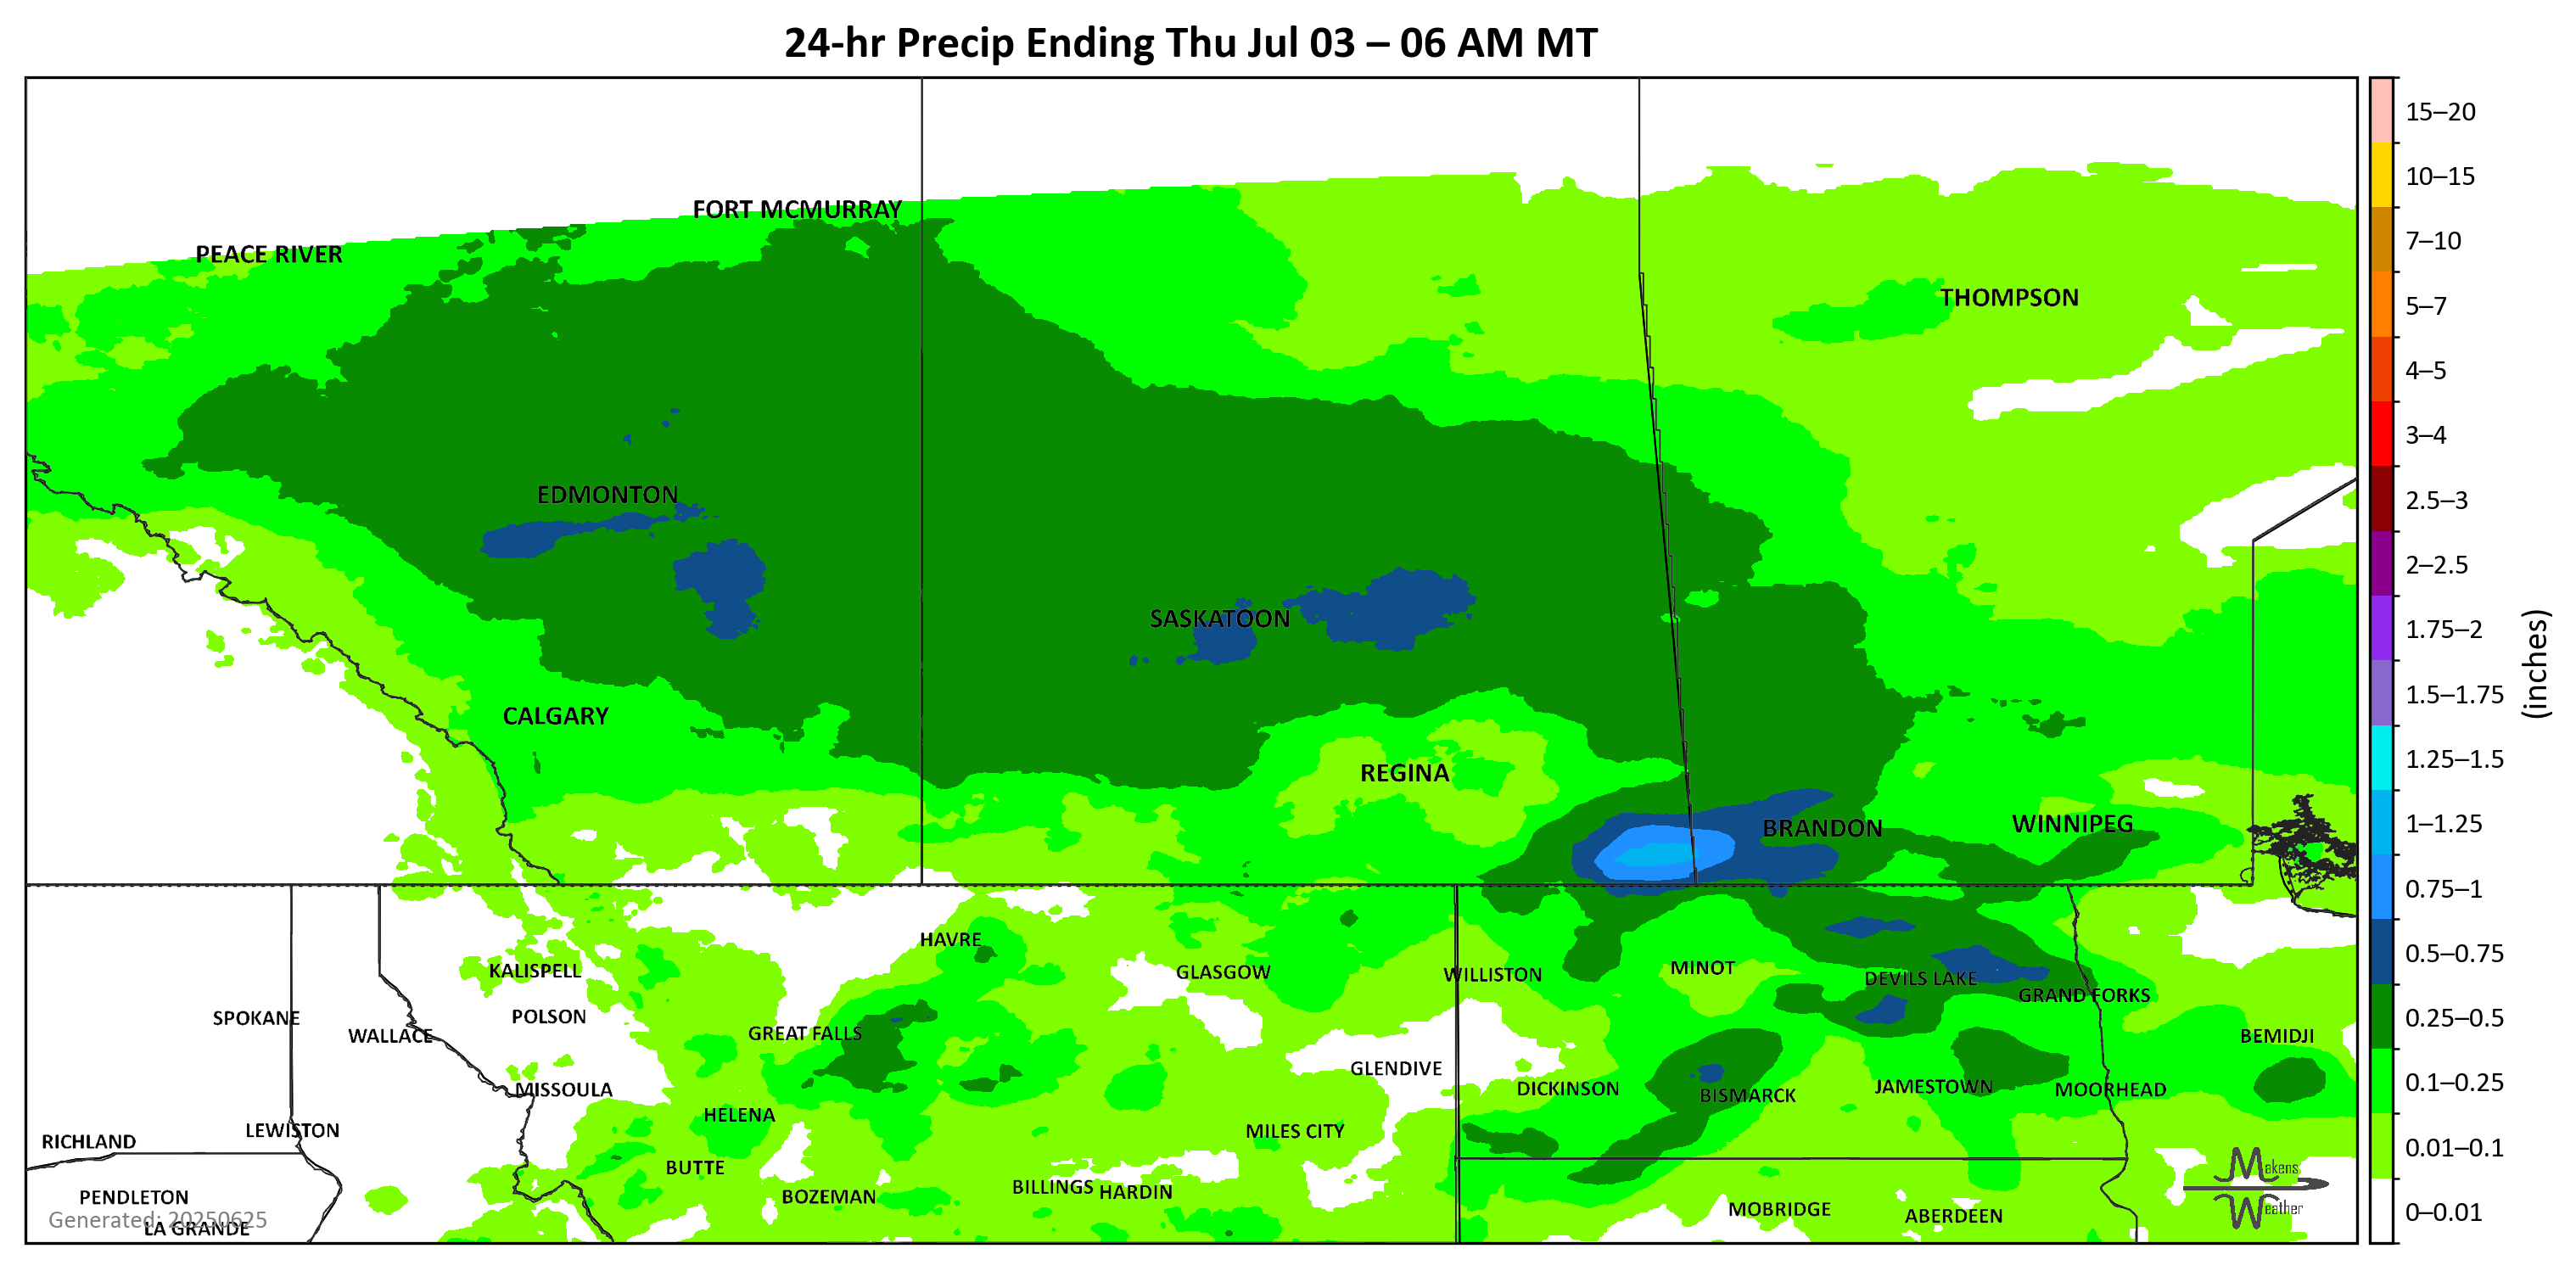 24-hr Precip Ending Thu Jul 03 – 06 AM MT
15–20
10–15
7–10
5–7
4–5
3–4
2.5–3
2–2.5
1.75–2
1.5–1.75
1.25–1.5
1–1.25
0.75–1
0.5–0.75
0.25–0.5
0.1–0.25
0.01–0.1
0–0.01
(inches)
FORT MCMURRAY
PEACE RIVER
THOMPSON
EDMONTON
SASKATOON
CALGARY
REGINA
BRANDON
WINNIPEG
HAVRE
KALISPELL
GLASGOW
WILLISTON
MINOT
DEVILS LAKE
GRAND FORKS
SPOKANE
POLSON
WALLACE
GREAT FALLS
BEMIDJI
GLENDIVE
MISSOULA
DICKINSON
BISMARCK
JAMESTOWN
MOORHEAD
HELENA
RICHLAND
LEWISTON
MILES CITY
BUTTE
BOZEMAN
BILLINGS
HARDIN
PENDLETON
MOBRIDGE
ABERDEEN
Generated: 20250625
LA GRANDE
Makens
Weather